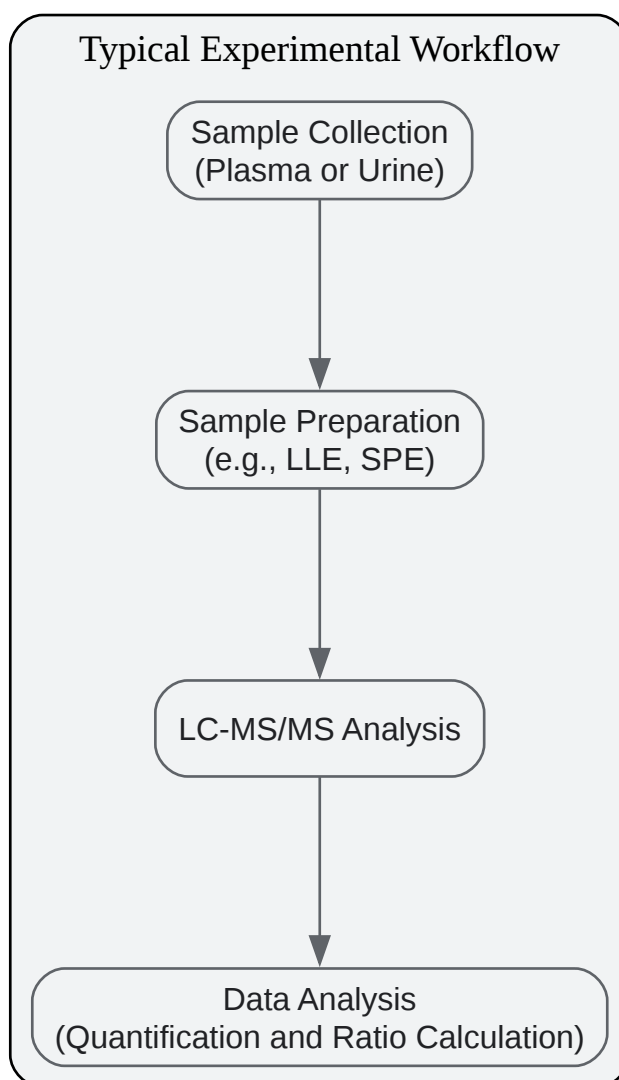 Typical Experimental Workflow
Sample Collection
(Plasma or Urine)
Sample Preparation
(e.g., LLE, SPE)
LC-MS/MS Analysis
Data Analysis
(Quantification and Ratio Calculation)